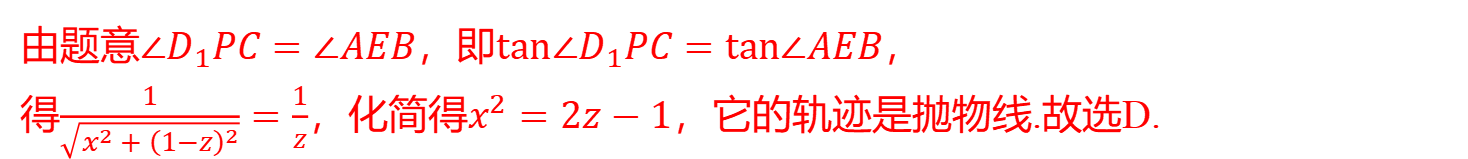 由题意∠D₁PC = ∠AEB，即tan∠D₁PC = tan∠AEB，
得1/√(x² + (1−z)²) = 1/z，化简得x² = 2z − 1，它的轨迹是抛物线.故选D.